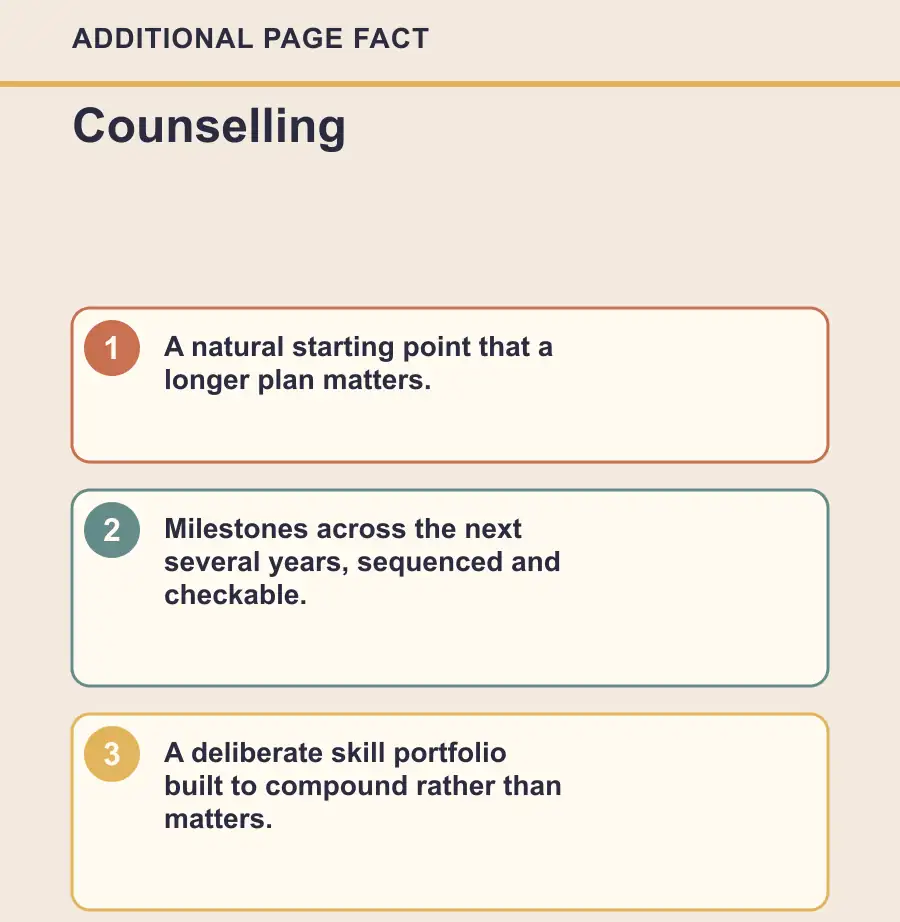 ADDITIONAL PAGE FACT
Counselling
1
A natural starting point that a
longer plan matters.
2
Milestones across the next
several years, sequenced and
checkable.
3
A deliberate skill portfolio
built to compound rather than
matters.